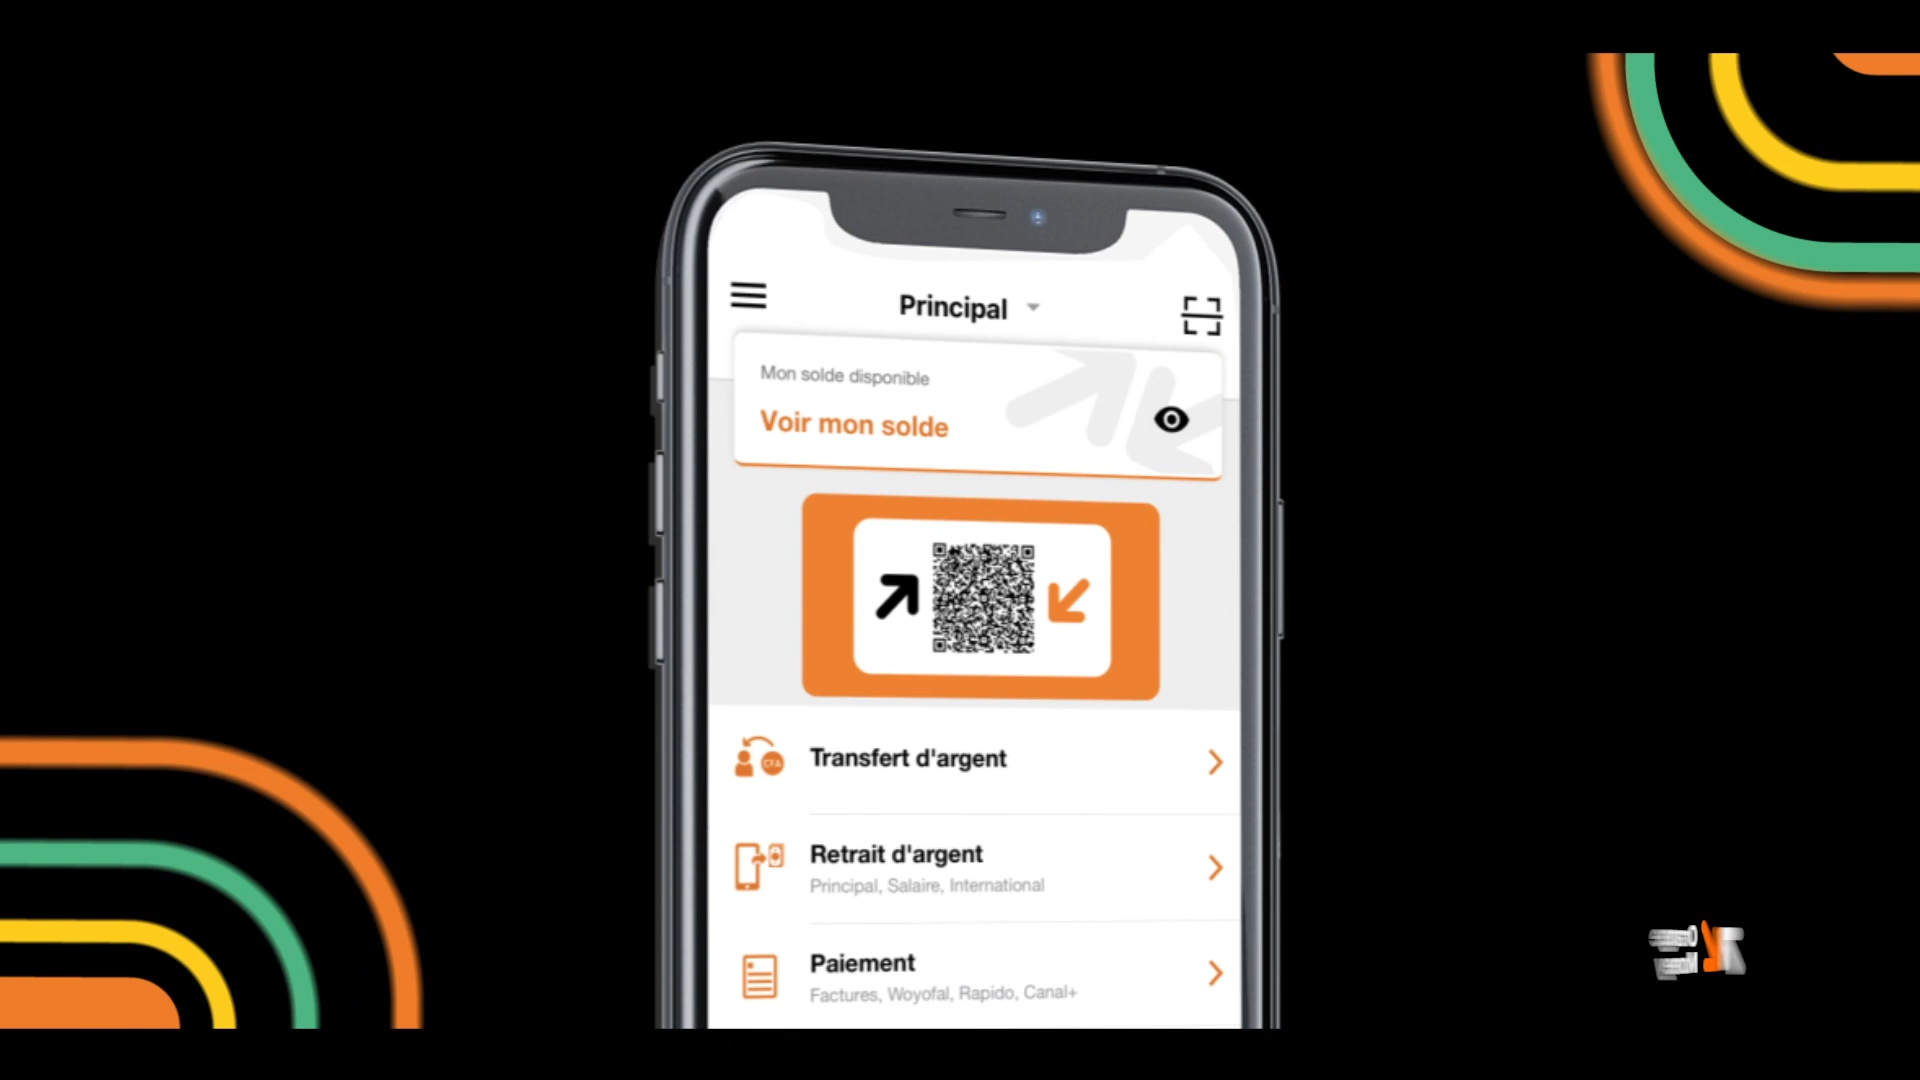 Principal
Mon solde disponible
Voir mon solde
Transfert d'argent
CFA
Retrait d'argent
Principal, Salaire, International
Paiement
Factures, Woyofal, Rapido, Canal+